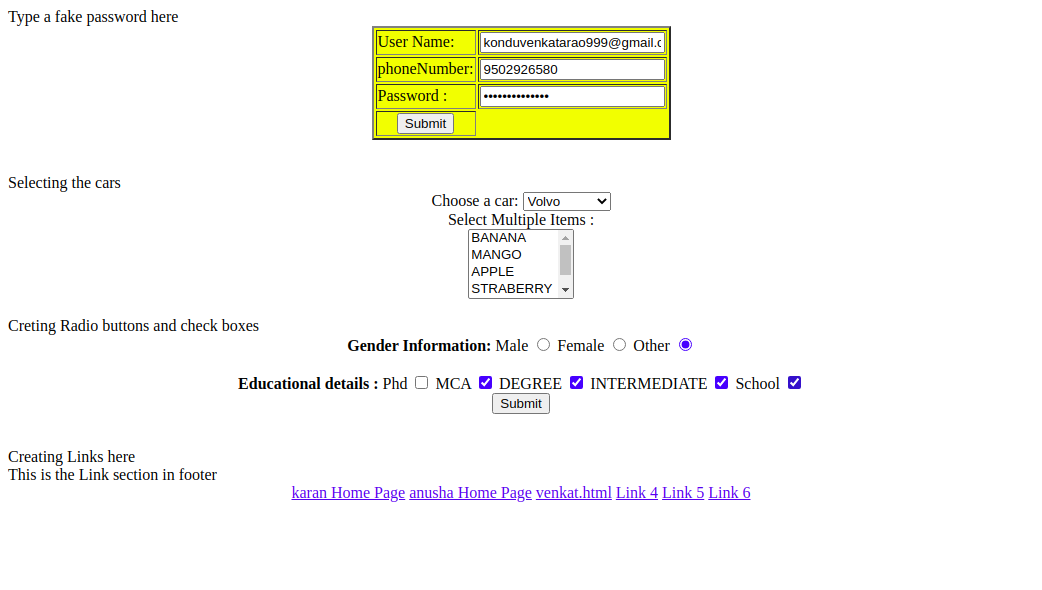 Type a fake password here
User Name: konduvenkatarao999@gmail.c
phoneNumber: 9502926580
Password : ••••••••••••••
Submit
Selecting the cars
Choose a car: Volvo
Select Multiple Items :
BANANA
MANGO
APPLE
STRABERRY
Creting Radio buttons and check boxes
Gender Information: Male Female Other
Educational details : Phd MCA DEGREE INTERMEDIATE School
Submit
Creating Links here
This is the Link section in footer
karan Home Page anusha Home Page venkat.html Link 4 Link 5 Link 6